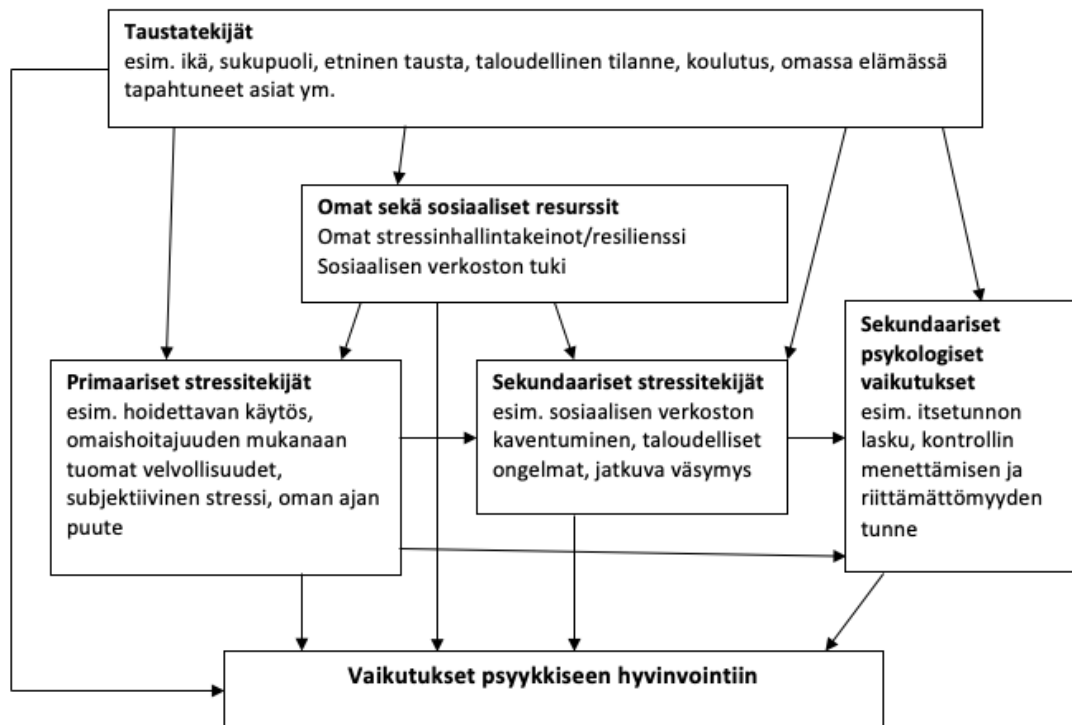 Taustatekijät
esim. ikä, sukupuoli, etninen tausta, taloudellinen tilanne, koulutus, omassa elämässä
tapahtuneet asiat ym.
Omat sekä sosiaaliset resurssit
Omat stressinhallintakeinot/resilienssi
Sosiaalisen verkoston tuki
Primaariset stressitekijät
esim. hoidettavan käytös,
omaishoitajuuden mukanaan
tuomat velvollisuudet,
subjektiivinen stressi, oman ajan
puute
Sekundaariset stressitekijät
esim. sosiaalisen verkoston
kaventuminen, taloudelliset
ongelmat, jatkuva väsymys
Sekundaariset
psykologiset
vaikutukset
esim. itsetunnon
lasku, kontrollin
menettämisen ja
riittämättömyyden
tunne
Vaikutukset psyykkiseen hyvinvointiin